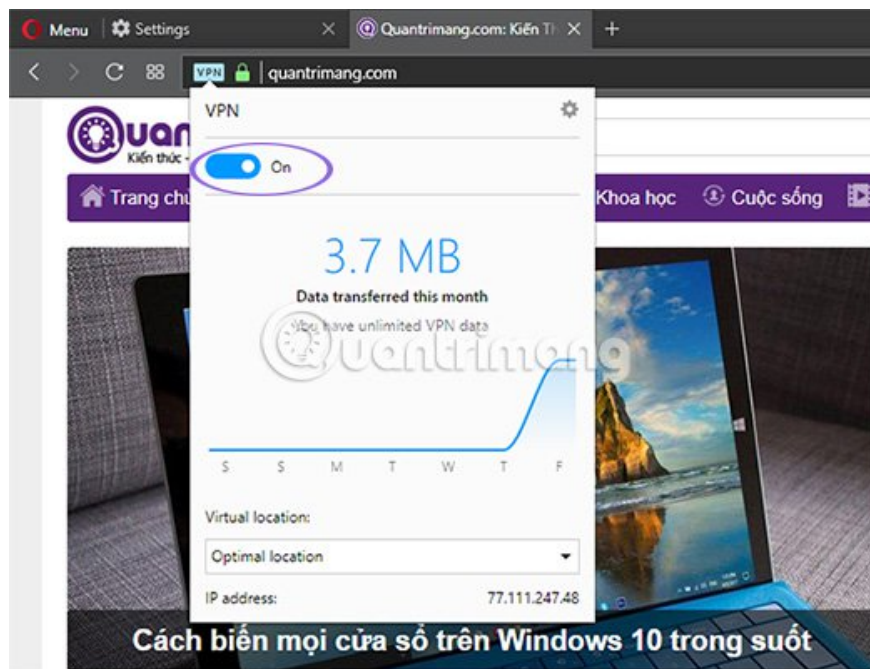 Menu Settings Quantrimang.com: Kiến Th
VPN quantrimang.com
VPN
Kiến thức -
On
Trang chủ Khoa học Cuộc sống
3.7 MB
Data transferred this month
You have unlimited VPN data
Quantrimang
S S M T W T F
Virtual location:
Optimal location
IP address: 77.111.247.48
Cách biến mọi cửa sổ trên Windows 10 trong suốt